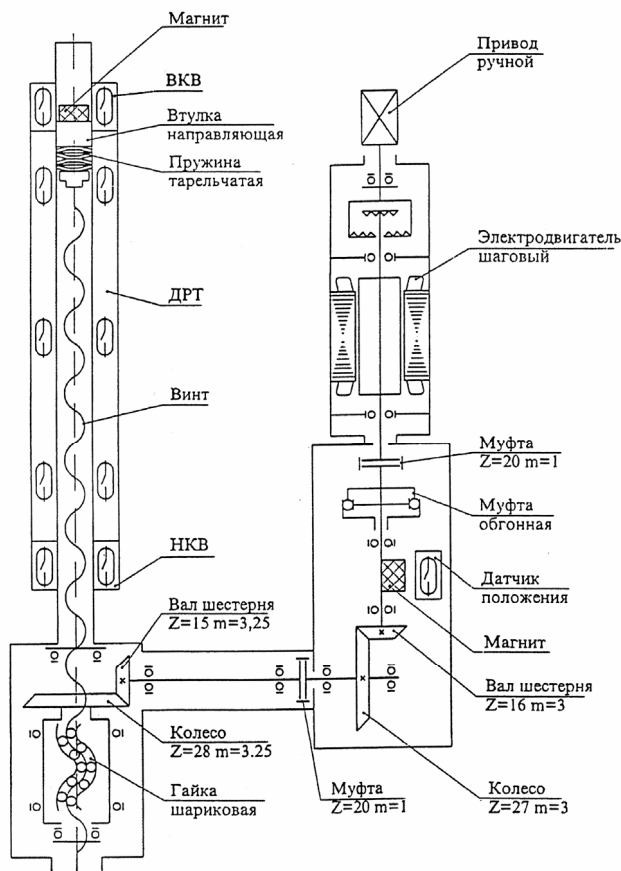 Магнит
ВКВ
Втулка
направляющая
Пружина
тарельчатая
ДРТ
Винт
НКВ
Вал шестерня
Z=15 m=3,25
Колесо
Z=28 m=3.25
Гайка
шариковая
Муфта
Z=20 m=1
Привод
ручной
Электродвигатель
шаговый
Муфта
Z=20 m=1
Муфта
обгонная
Датчик
положения
Магнит
Вал шестерня
Z=16 m=3
Колесо
Z=27 m=3